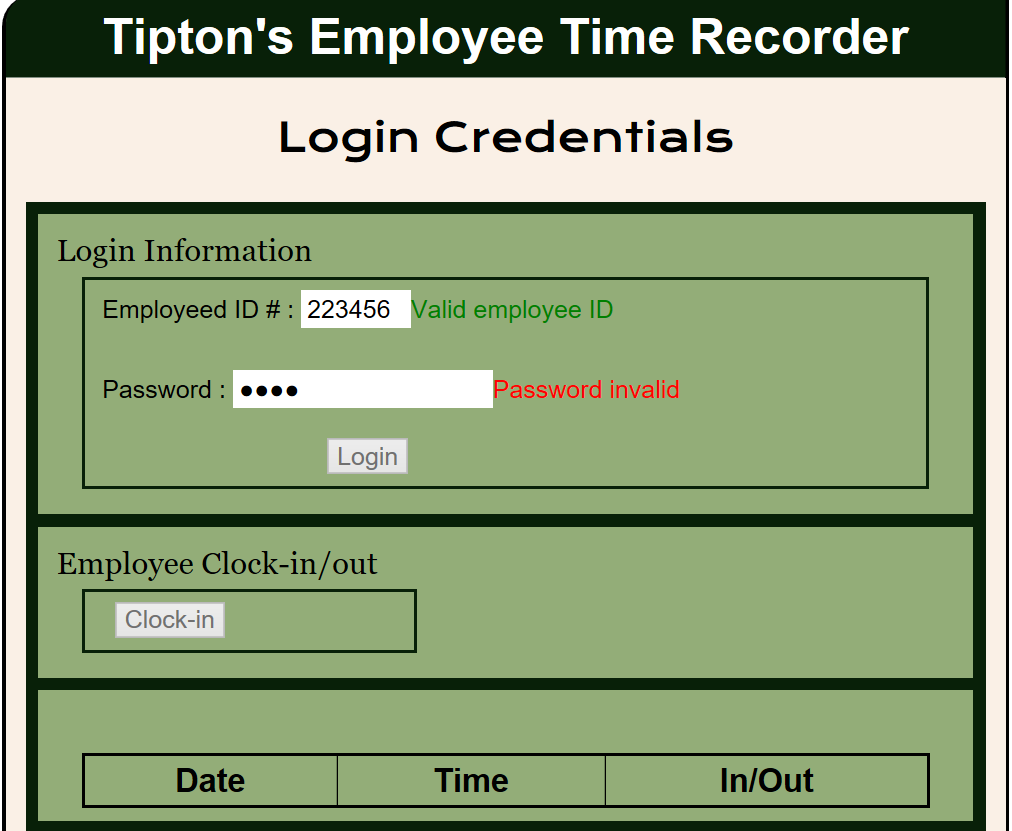 Tipton's Employee Time Recorder
Login Credentials
Login Information
Employeed ID # : 223456 Valid employee ID
Password : •••• Password invalid
Login
Employee Clock-in/out
Clock-in
Date Time In/Out